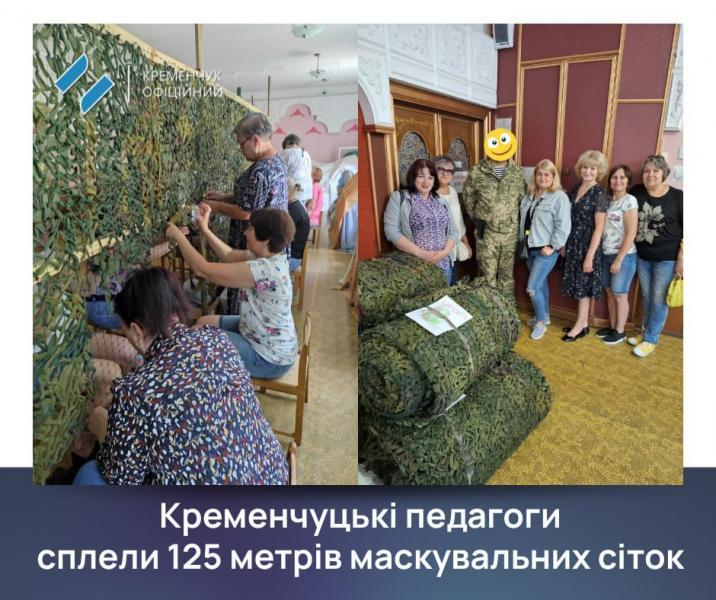 КРЕМЕНЧУК
ОФІЦІЙНИЙ
Кременчуцькі педагоги
сплели 125 метрів маскувальних сіток